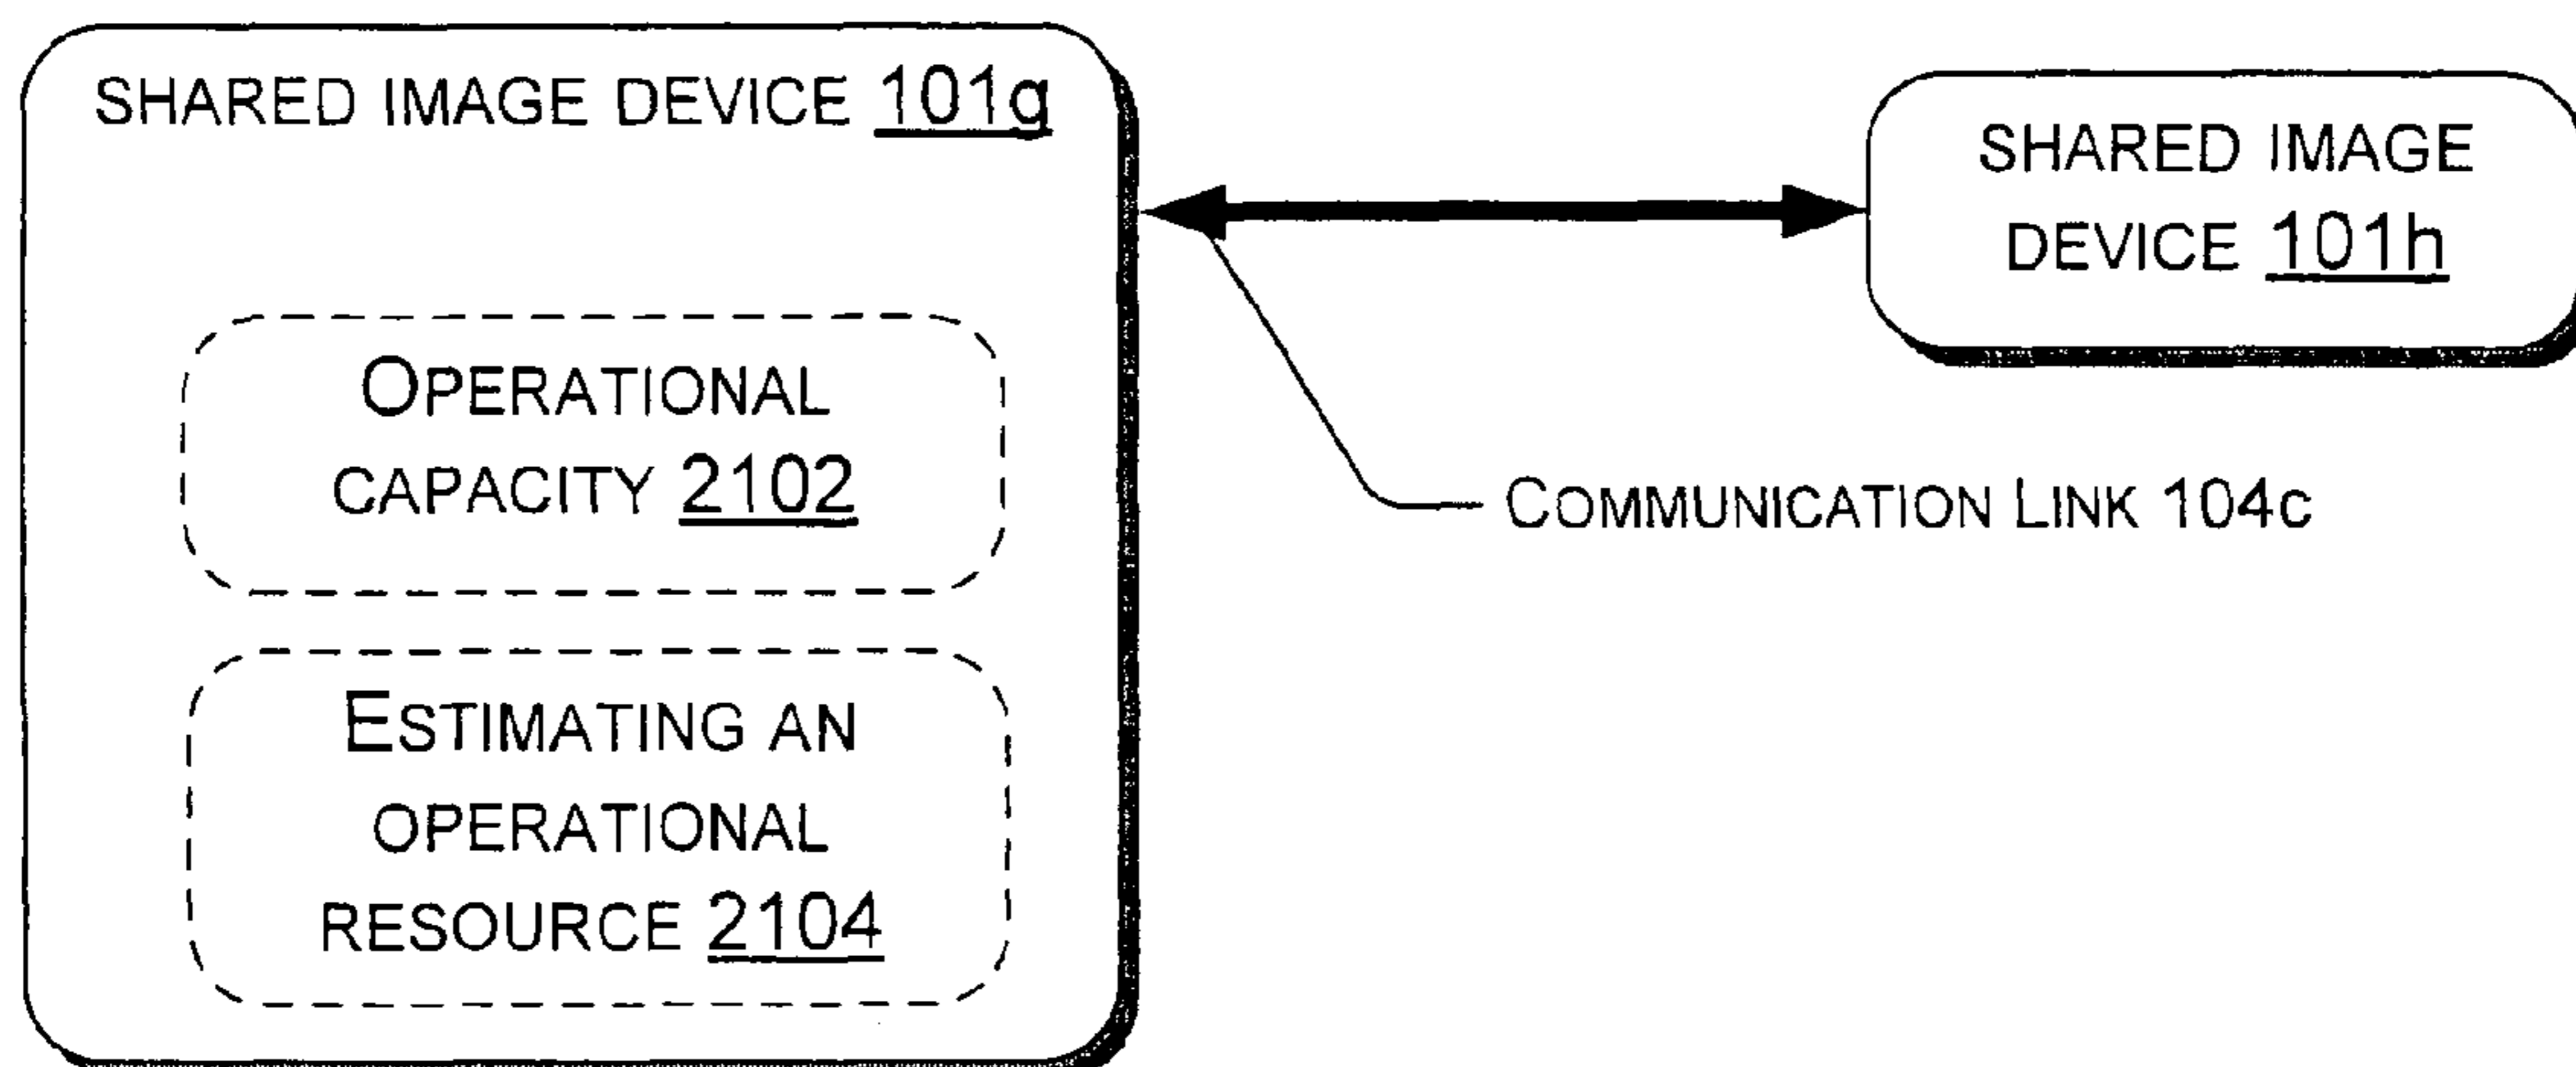 SHARED IMAGE DEVICE 101g
SHARED IMAGE
DEVICE 101h
OPERATIONAL
CAPACITY 2102
COMMUNICATION LINK 104c
ESTIMATING AN
OPERATIONAL
RESOURCE 2104